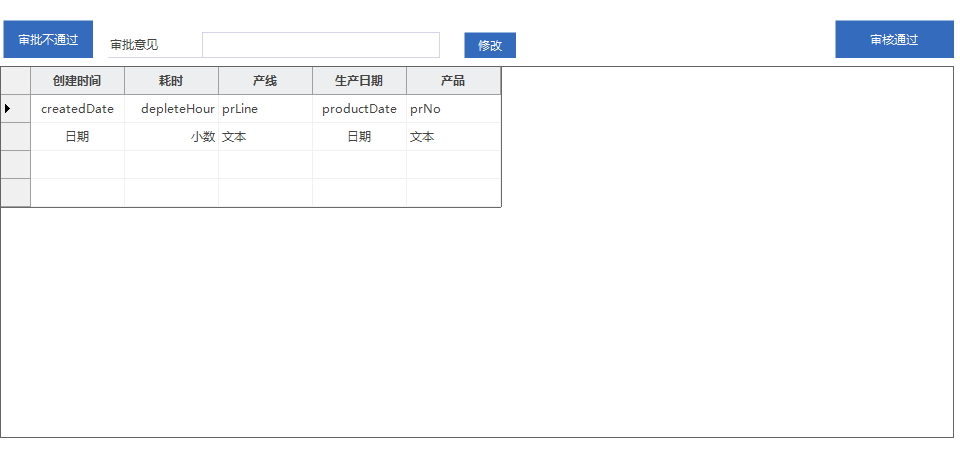 审批不通过 审批意见 修改 审核通过
创建时间 耗时 产线 生产日期 产品
createdDate depleteHour prLine productDate prNo
日期 小数 文本 日期 文本